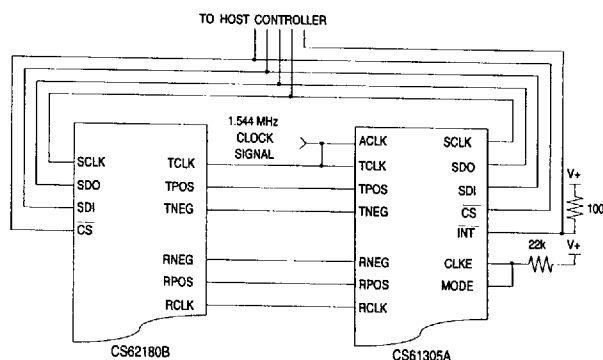 TO HOST CONTROLLER
1.544 MHz
CLOCK
SIGNAL
SCLK
SDO
SDI
CS
TCLK
TPOS
TNEG
RNEG
RPOS
RCLK
CS62180B
ACLK
TCLK
TPOS
TNEG
RNEG
RPOS
RCLK
SCLK
SDO
SDI
CS
INT
CLKE
MODE
CS61305A
V+
22k
V+